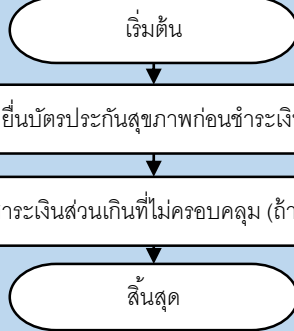 เริ่มต้น
ยื่นบัตรประกันสุขภาพก่อนชำระเงิ
ำระเงินส่วนเกินที่ไม่ครอบคลุม (ถ้า
สิ้นสุด